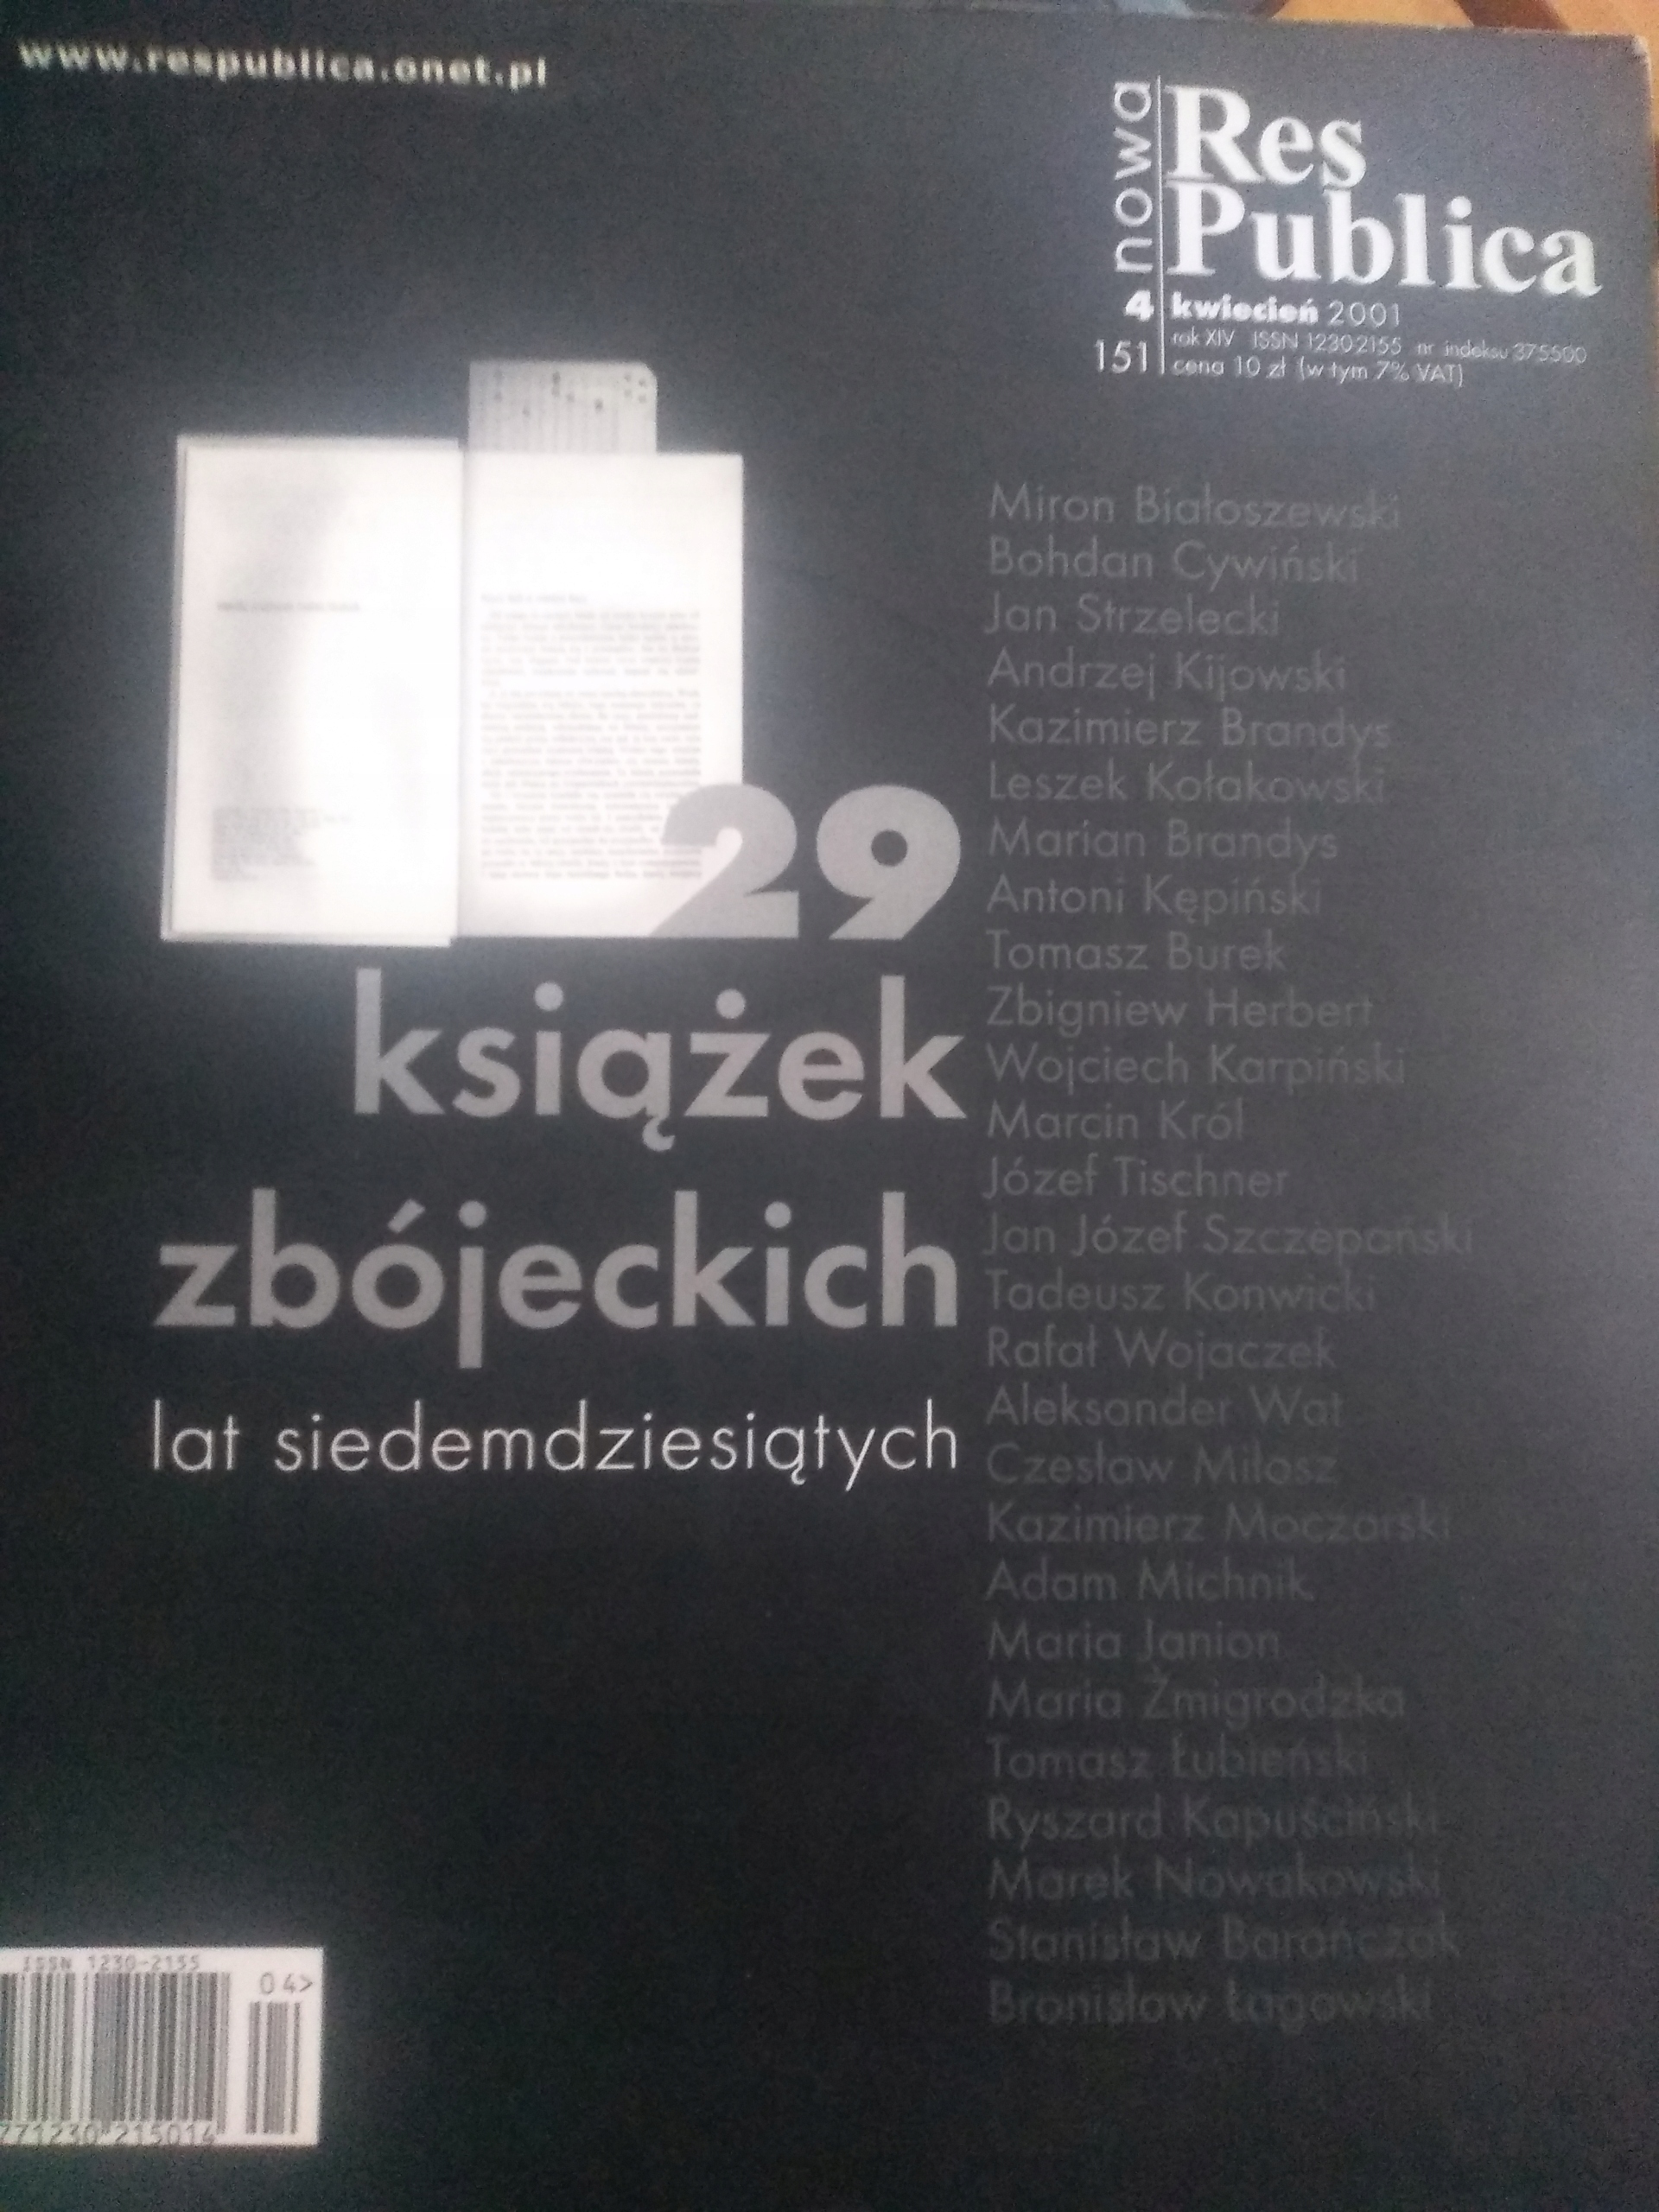 www.respublica.onet.pl
nowa
Res
Publica
4 kwiecień 2001
151 rok XIV ISSN 12302155 nr indeksu 375500
cena 10 zł (w tym 7% VAT)
29
książek
zbójeckich
lat siedemdziesiątych
Miron Białoszewski
Bohdan Cywiński
Jan Strzelecki
Andrzej Kijowski
Kazimierz Brandys
Leszek Kołakowski
Marian Brandys
Antoni Kępiński
Tomasz Burek
Zbigniew Herbert
Wojciech Karpiński
Marcin Król
Józef Tischner
Jan Józef Szczepański
Tadeusz Konwicki
Rafał Wojaczek
Aleksander Wat
Czesław Miłosz
Kazimierz Moczarski
Adam Michnik
Maria Janion
Maria Żmigrodzka
Tomasz Łubieński
Ryszard Kapuściński
Marek Nowakowski
Stanisław Barańczak
Bronisław Łagowski
ISSN 1230-2155
04>
771230 215014